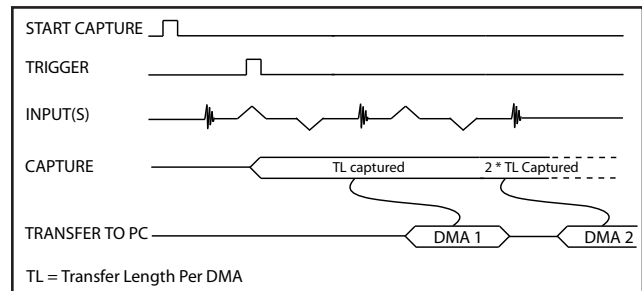 START CAPTURE
TRIGGER
INPUT(S)
CAPTURE TL captured 2 * TL Captured
TRANSFER TO PC DMA 1 DMA 2
TL = Transfer Length Per DMA